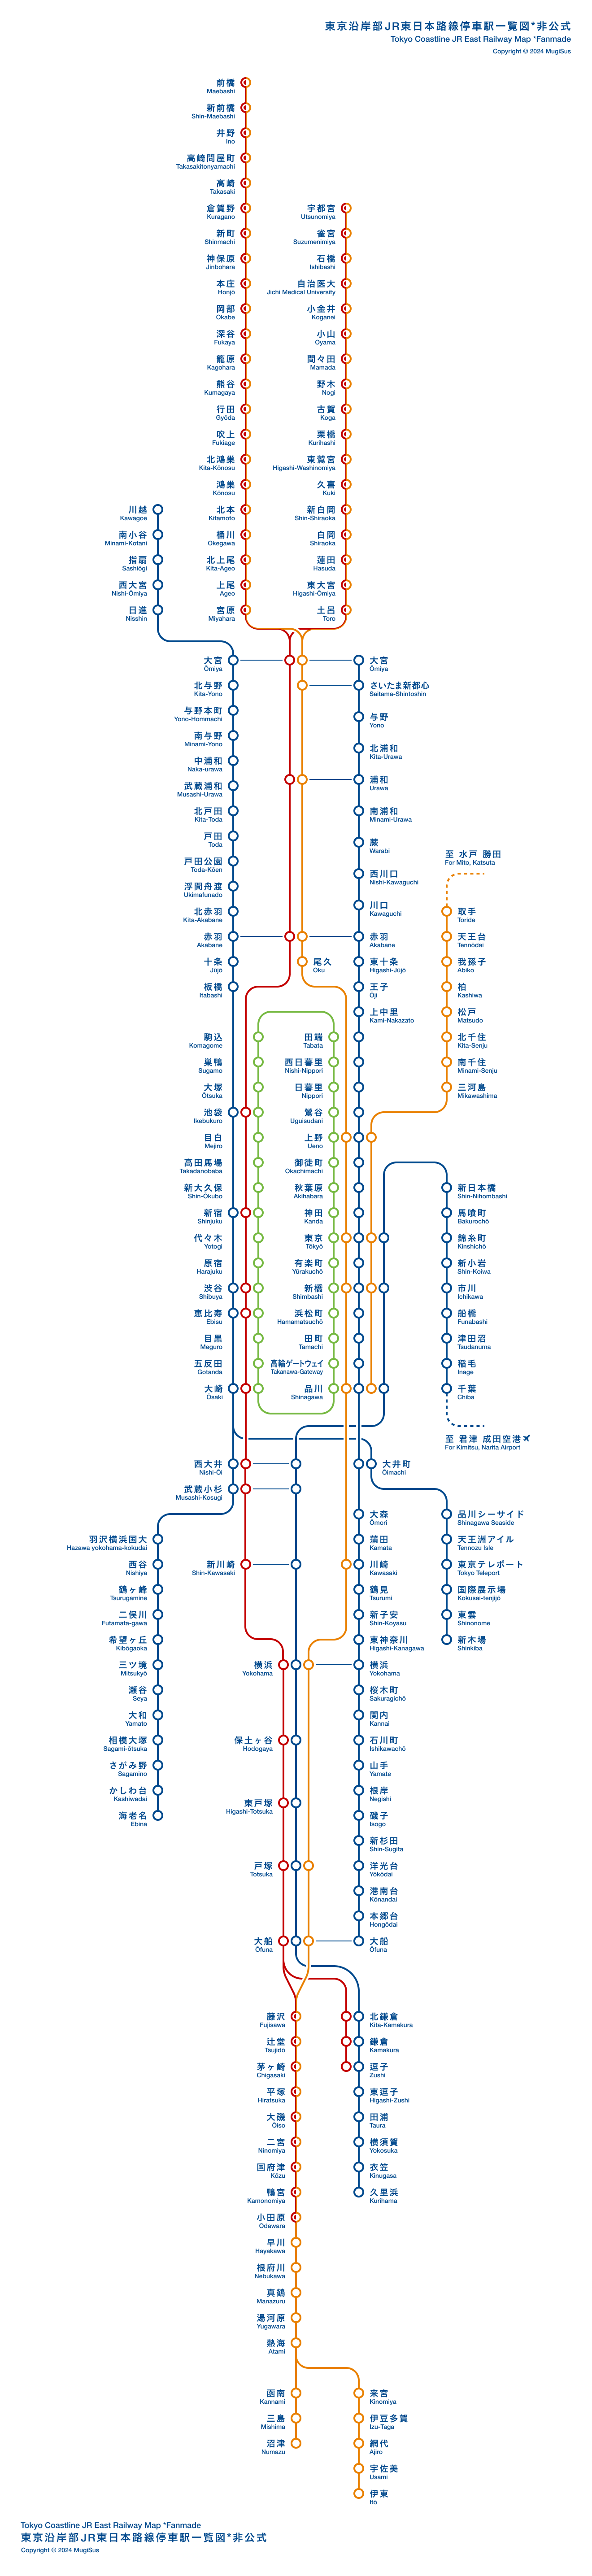 東京沿岸部JR東日本路線停車駅一覧図*非公式
Tokyo Coastline JR East Railway Map *Fanmade
Copyright © 2024 MugiSus
前橋
Maebashi
新前橋
Shin-Maebashi
井野
Ino
高崎問屋町
Takasakitonyamachi
高崎
Takasaki
倉賀野
Kuragano
新町
Shinmachi
神保原
Jinbohara
本庄
Honjō
岡部
Okabe
深谷
Fukaya
籠原
Kagohara
熊谷
Kumagaya
行田
Gyōda
吹上
Fukiage
北鴻巣
Kita-Kōnosu
鴻巣
Kōnosu
北本
Kitamoto
桶川
Okegawa
北上尾
Kita-Ageo
上尾
Ageo
宮原
Miyahara
宇都宮
Utsunomiya
雀宮
Suzumenimiya
石橋
Ishibashi
自治医大
Jichi Medical University
小金井
Koganei
小山
Oyama
間々田
Mamada
野木
Nogi
古賀
Koga
栗橋
Kurihashi
東鷲宮
Higashi-Washinomiya
久喜
Kuki
新白岡
Shin-Shiraoka
白岡
Shiraoka
蓮田
Hasuda
東大宮
Higashi-Ōmiya
土呂
Toro
川越
Kawagoe
南小谷
Minami-Kotani
指扇
Sashiōgi
西大宮
Nishi-Ōmiya
日進
Nisshin
大宮
Ōmiya
北与野
Kita-Yono
与野本町
Yono-Hommachi
南与野
Minami-Yono
中浦和
Naka-urawa
武蔵浦和
Musashi-Urawa
北戸田
Kita-Toda
戸田
Toda
戸田公園
Toda-Kōen
浮間舟渡
Ukimafunado
北赤羽
Kita-Akabane
赤羽
Akabane
十条
Jūjō
板橋
Itabashi
大宮
Ōmiya
さいたま新都心
Saitama-Shintoshin
与野
Yono
北浦和
Kita-Urawa
浦和
Urawa
南浦和
Minami-Urawa
蕨
Warabi
西川口
Nishi-Kawaguchi
川口
Kawaguchi
赤羽
Akabane
東十条
Higashi-Jūjō
王子
Ōji
上中里
Kami-Nakazato
尾久
Oku
至 水戸 勝田
For Mito, Katsuta
取手
Toride
天王台
Tennōdai
我孫子
Abiko
柏
Kashiwa
松戸
Matsudo
北千住
Kita-Senju
南千住
Minami-Senju
三河島
Mikawashima
駒込
Komagome
巣鴨
Sugamo
大塚
Ōtsuka
池袋
Ikebukuro
目白
Mejiro
高田馬場
Takadanobaba
新大久保
Shin-Ōkubo
新宿
Shinjuku
代々木
Yotogi
原宿
Harajuku
渋谷
Shibuya
恵比寿
Ebisu
目黒
Meguro
五反田
Gotanda
大崎
Ōsaki
田端
Tabata
西日暮里
Nishi-Nippori
日暮里
Nippori
鶯谷
Uguisudani
上野
Ueno
御徒町
Okachimachi
秋葉原
Akihabara
神田
Kanda
東京
Tōkyō
有楽町
Yūrakuchō
新橋
Shimbashi
浜松町
Hamamatsuchō
田町
Tamachi
高輪ゲートウェイ
Takanawa-Gateway
品川
Shinagawa
新日本橋
Shin-Nihombashi
馬喰町
Bakurochō
錦糸町
Kinshichō
新小岩
Shin-Koiwa
市川
Ichikawa
船橋
Funabashi
津田沼
Tsudanuma
稲毛
Inage
千葉
Chiba
至 君津 成田空港
For Kimitsu, Narita Airport
西大井
Nishi-Ōi
武蔵小杉
Musashi-Kosugi
羽沢横浜国大
Hazawa yokohama-kokudai
西谷
Nishiya
鶴ヶ峰
Tsurugamine
二俣川
Futamata-gawa
希望ヶ丘
Kibōgaoka
三ツ境
Mitsukyō
瀬谷
Seya
大和
Yamato
相模大塚
Sagami-ōtsuka
さがみ野
Sagamino
かしわ台
Kashiwadai
海老名
Ebina
新川崎
Shin-Kawasaki
横浜
Yokohama
保土ヶ谷
Hodogaya
東戸塚
Higashi-Totsuka
戸塚
Totsuka
大船
Ōfuna
大井町
Ōimachi
大森
Ōmori
蒲田
Kamata
川崎
Kawasaki
鶴見
Tsurumi
新子安
Shin-Koyasu
東神奈川
Higashi-Kanagawa
横浜
Yokohama
桜木町
Sakuragichō
関内
Kannai
石川町
Ishikawachō
山手
Yamate
根岸
Negishi
磯子
Isogo
新杉田
Shin-Sugita
洋光台
Yōkōdai
港南台
Kōnandai
本郷台
Hongōdai
大船
Ōfuna
品川シーサイド
Shinagawa Seaside
天王洲アイル
Tennozu Isle
東京テレポート
Tokyo Teleport
国際展示場
Kokusai-tenjijō
東雲
Shinonome
新木場
Shinkiba
藤沢
Fujisawa
辻堂
Tsujidō
茅ヶ崎
Chigasaki
平塚
Hiratsuka
大磯
Ōiso
二宮
Ninomiya
国府津
Kōzu
鴨宮
Kamonomiya
小田原
Odawara
早川
Hayakawa
根府川
Nebukawa
真鶴
Manazuru
湯河原
Yugawara
熱海
Atami
函南
Kannami
三島
Mishima
沼津
Numazu
北鎌倉
Kita-Kamakura
鎌倉
Kamakura
逗子
Zushi
東逗子
Higashi-Zushi
田浦
Taura
横須賀
Yokosuka
衣笠
Kinugasa
久里浜
Kurihama
来宮
Kinomiya
伊豆多賀
Izu-Taga
網代
Ajiro
宇佐美
Usami
伊東
Itō
Tokyo Coastline JR East Railway Map *Fanmade
東京沿岸部JR東日本路線停車駅一覧図*非公式
Copyright © 2024 MugiSus